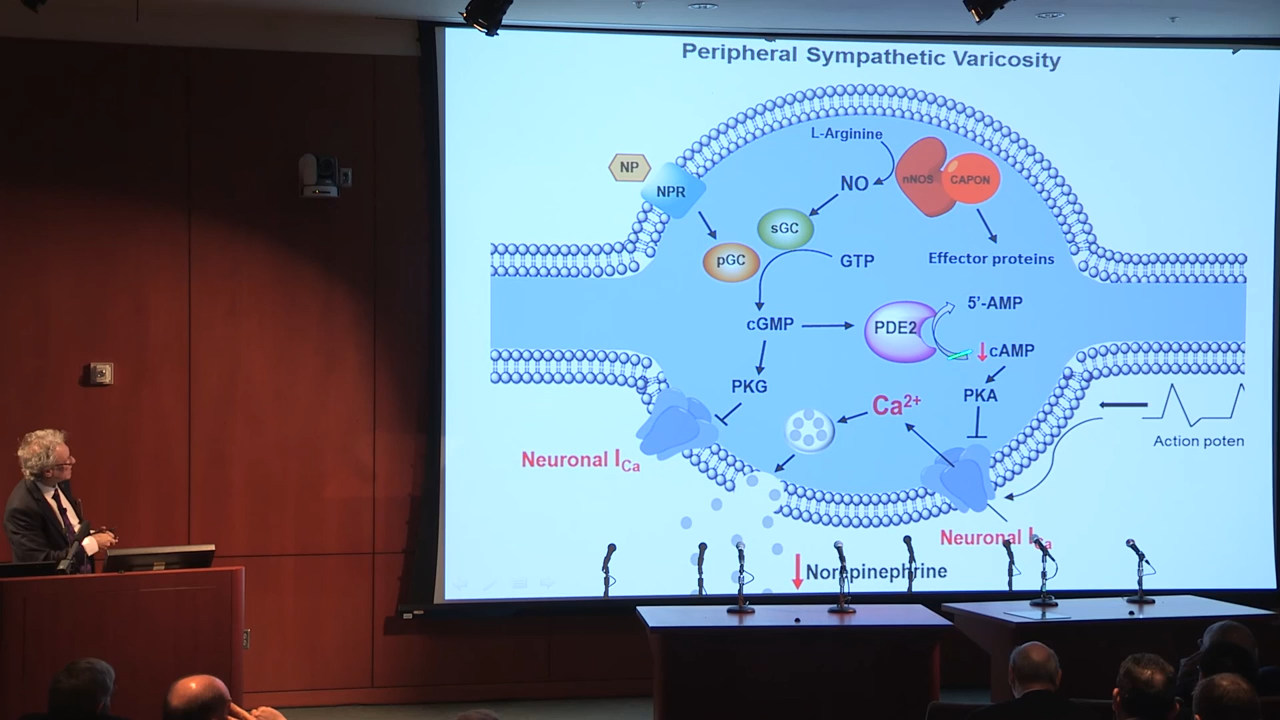 Peripheral Sympathetic Varicosity
L-Arginine
NP
NPR
NO
nNOS
CAPON
sGC
pGC
GTP
Effector proteins
cGMP
PDE2
5'-AMP
cAMP
PKG
PKA
Ca2+
Action poten
Neuronal ICa
Neuronal ICa
Norepinephrine